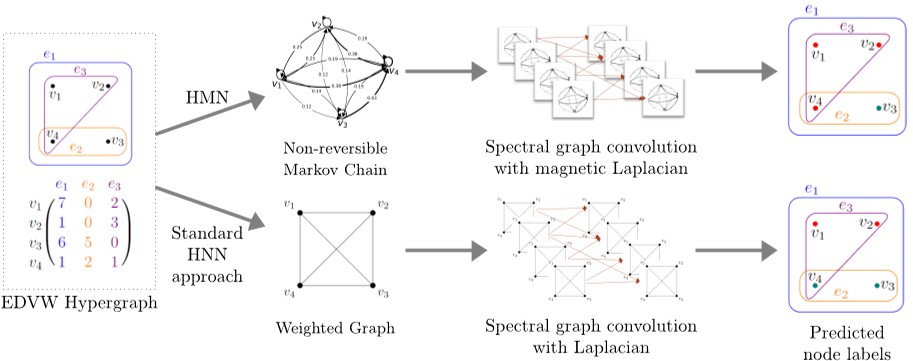 e₁
e₃
v₁
v₂
v₄
v₃
e₂
e₁ e₂ e₃
v₁ 7 0 2
v₂ 1 0 3
v₃ 6 5 0
v₄ 1 2 1
EDVW Hypergraph
HMN
Standard
HNN
approach
v₂
v₁
v₄
v₃
Non-reversible
Markov Chain
Spectral graph convolution
with magnetic Laplacian
e₁
e₃
v₁
v₂
v₄
v₃
e₂
v₁
v₂
v₄
v₃
Weighted Graph
Spectral graph convolution
with Laplacian
e₁
e₃
v₁
v₂
v₄
v₃
e₂
Predicted
node labels